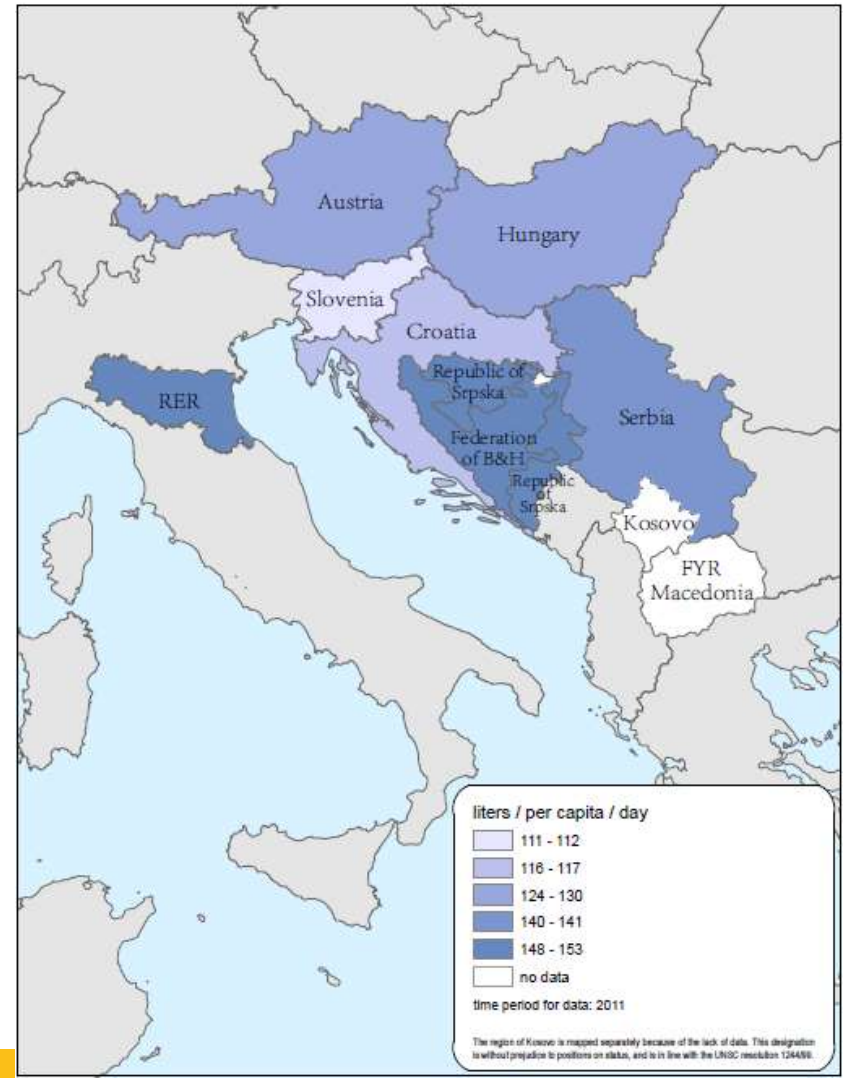 Austria
Hungary
Slovenia
Croatia
Republic of
Srpska
RER
Serbia
Federation
of B&H
Republic
of
Srpska
Kosovo
FYR
Macedonia
liters / per capita / day
111 - 112
116 - 117
124 - 130
140 - 141
148 - 153
no data
time period for data: 2011
The region of Kosovo is mapped separately because of the lack of data. This designation
is without prejudice to positions on status, and is in line with the UNSC resolution 1244/99.